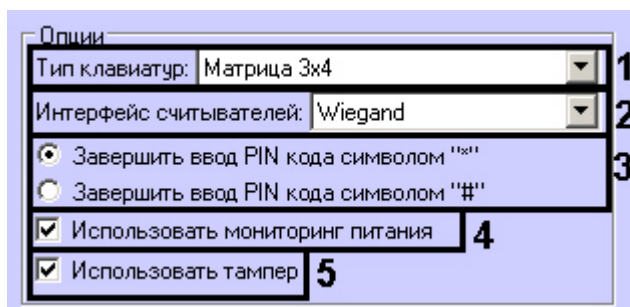 Опции
Тип клавиатур: Матрица 3x4 1
Интерфейс считывателей: Wiegand 2
Завершить ввод PIN кода символом "*" 3
Завершить ввод PIN кода символом "#"
Использовать мониторинг питания 4
Использовать тампер 5